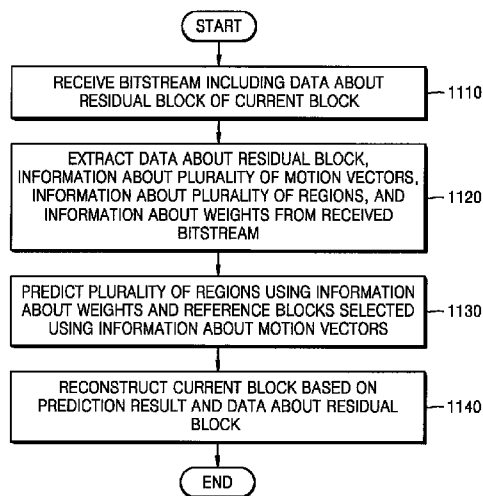 START
RECEIVE BITSTREAM INCLUDING DATA ABOUT
RESIDUAL BLOCK OF CURRENT BLOCK
1110
EXTRACT DATA ABOUT RESIDUAL BLOCK,
INFORMATION ABOUT PLURALITY OF MOTION VECTORS,
INFORMATION ABOUT PLURALITY OF REGIONS, AND
INFORMATION ABOUT WEIGHTS FROM RECEIVED
BITSTREAM
1120
PREDICT PLURALITY OF REGIONS USING INFORMATION
ABOUT WEIGHTS AND REFERENCE BLOCKS SELECTED
USING INFORMATION ABOUT MOTION VECTORS
1130
RECONSTRUCT CURRENT BLOCK BASED ON
PREDICTION RESULT AND DATA ABOUT RESIDUAL
BLOCK
1140
END